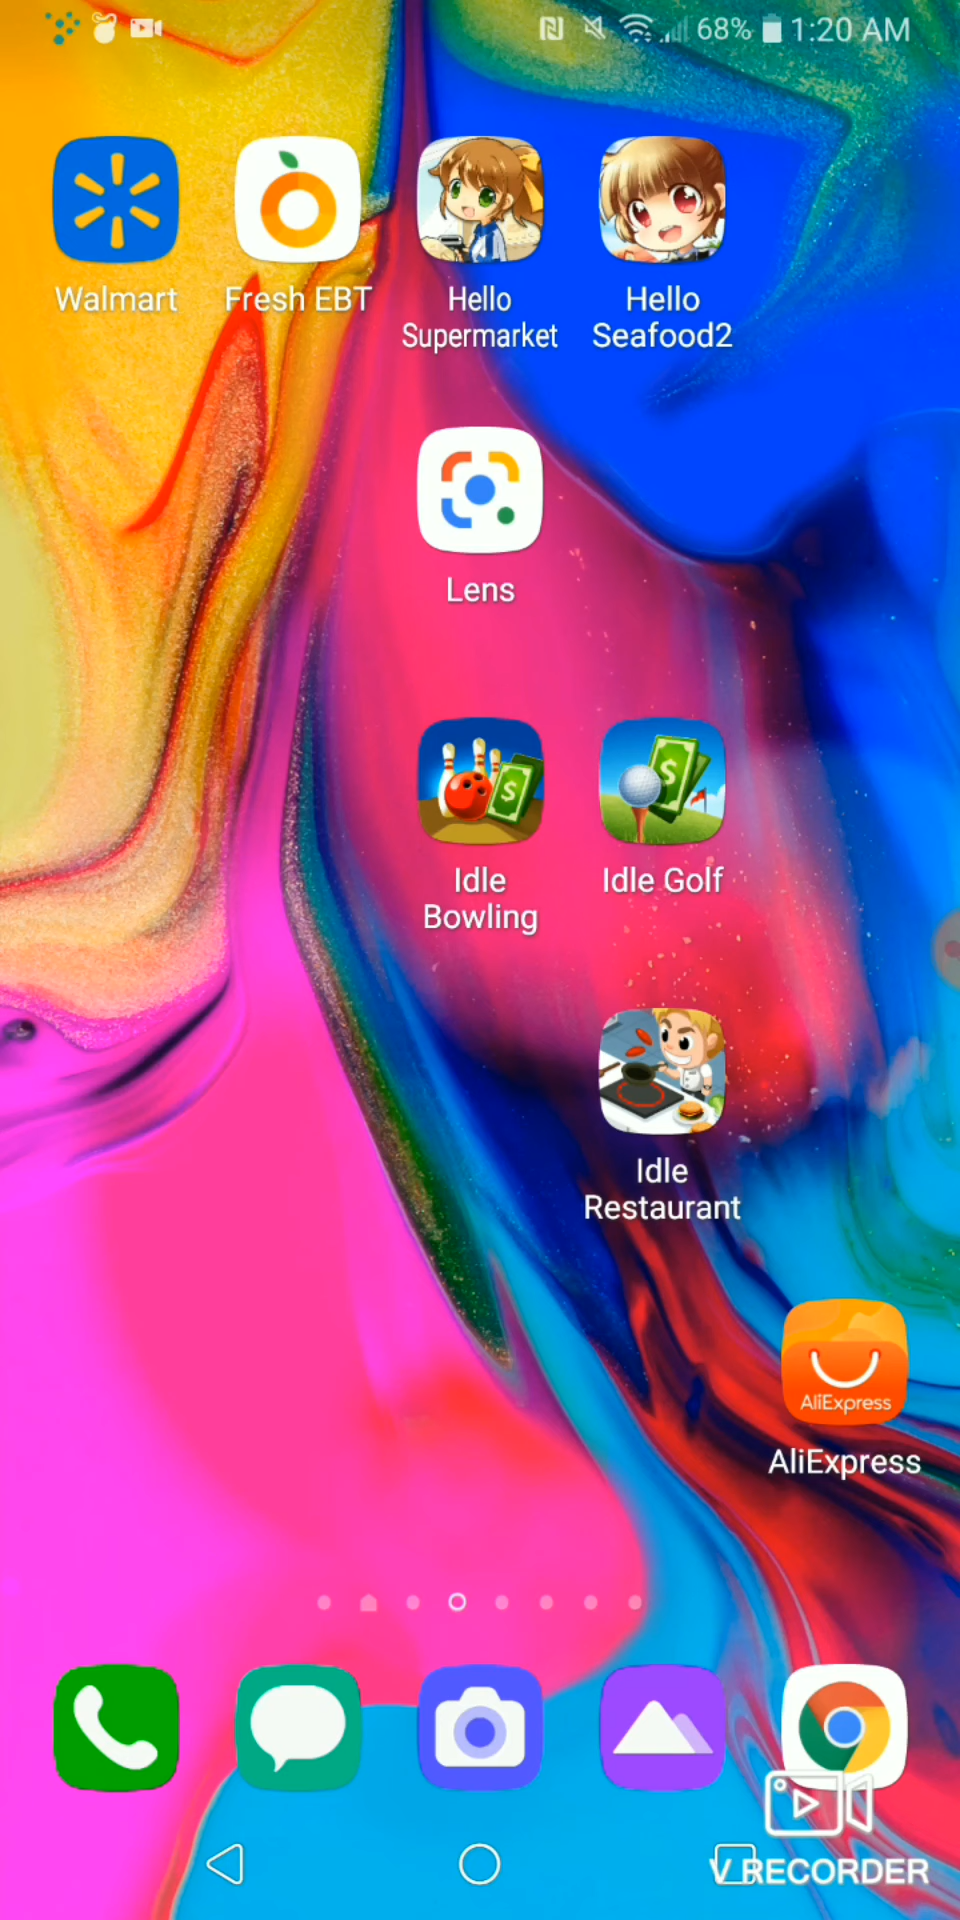 68% 1:20 AM
Walmart
Fresh EBT
Hello
Supermarket
Hello
Seafood2
Lens
Idle
Bowling
Idle Golf
Idle
Restaurant
AliExpress
AliExpress
V RECORDER